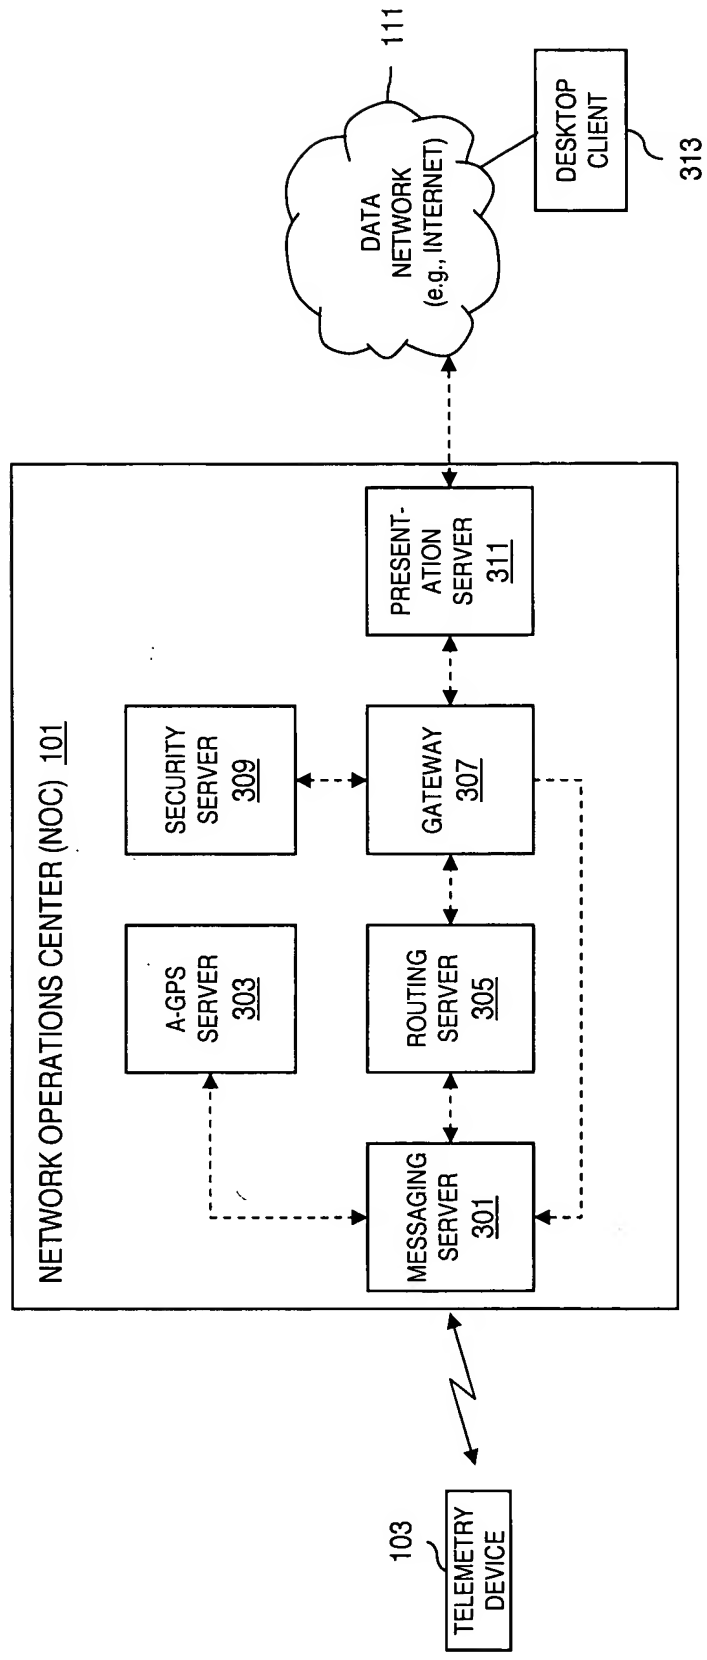 NETWORK OPERATIONS CENTER (NOC) 101
A-GPS
SERVER
303
SECURITY
SERVER
309
111
DATA
NETWORK
(e.g., INTERNET)
103
TELEMETRY
DEVICE
MESSAGING
SERVER
301
ROUTING
SERVER
305
GATEWAY
307
PRESENT-
ATION
SERVER
311
DESKTOP
CLIENT
313